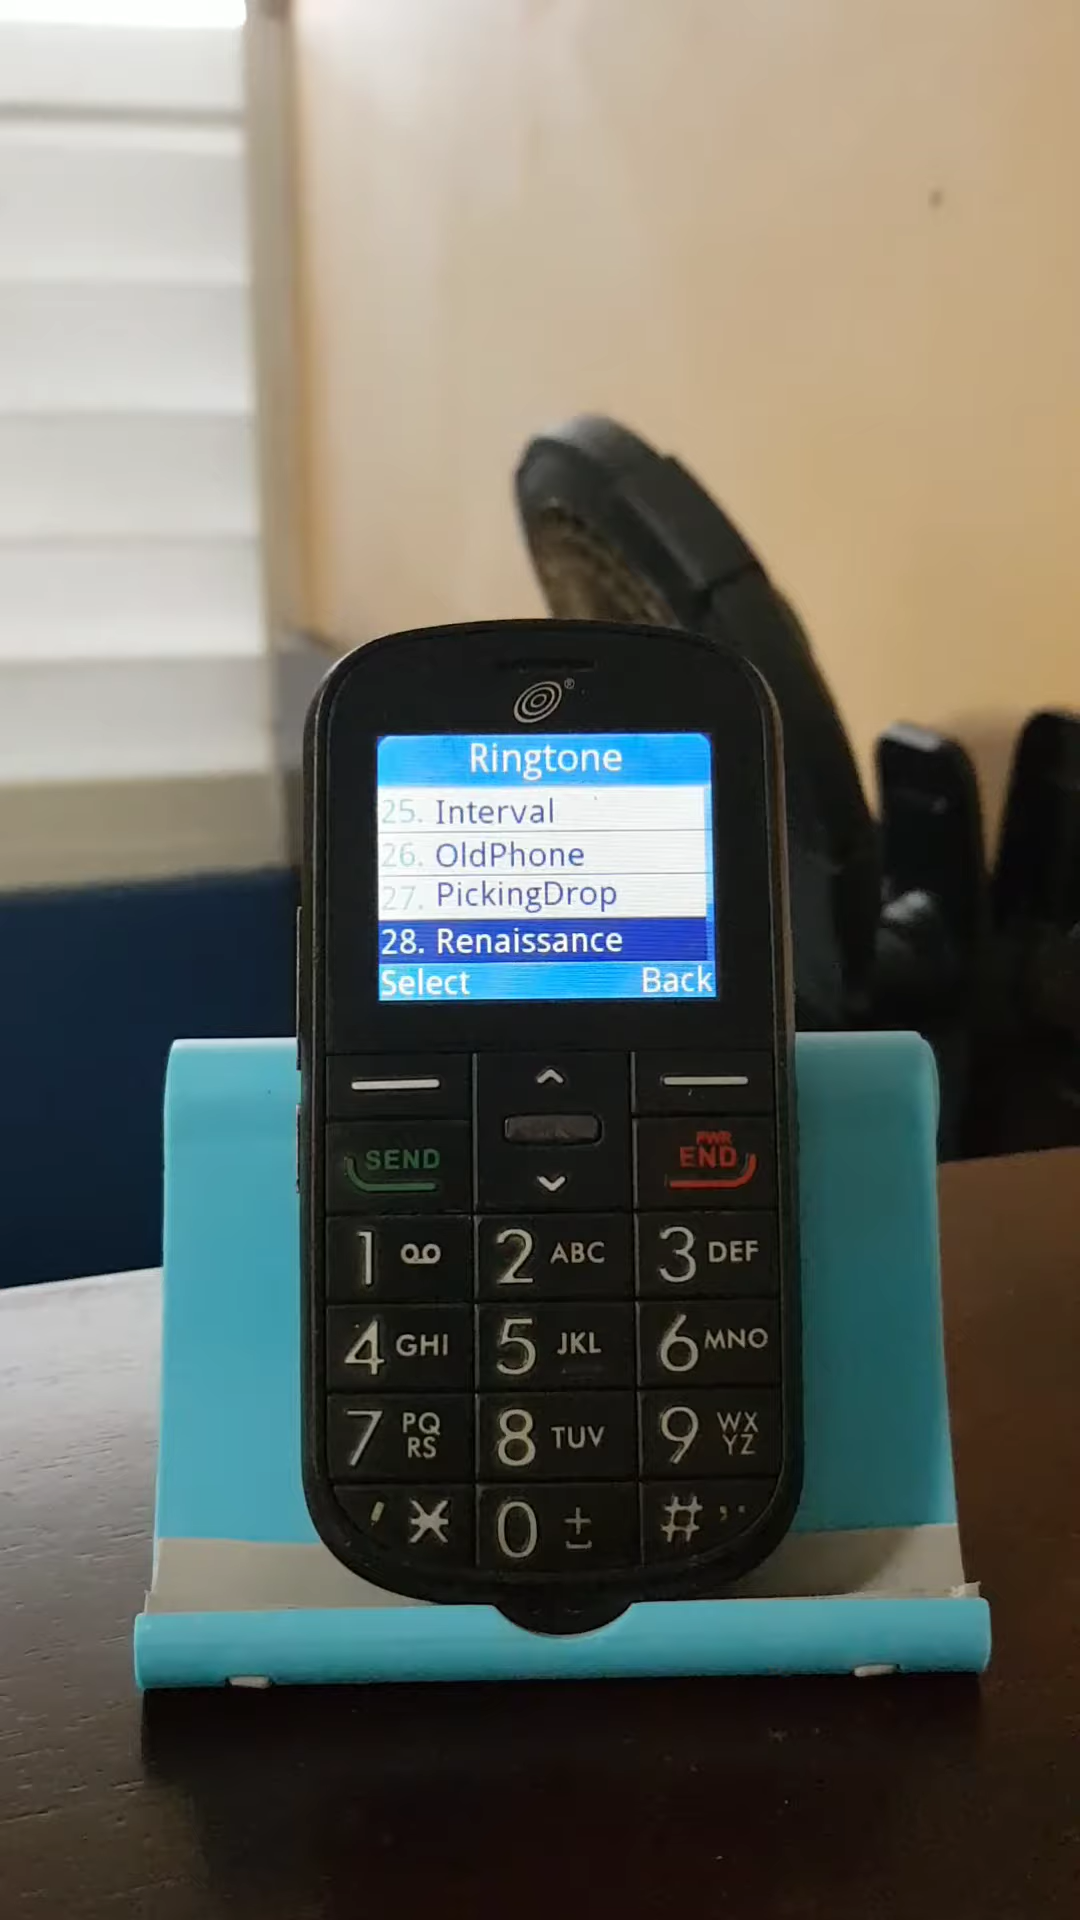 ®
Ringtone
25. Interval
26. OldPhone
27. PickingDrop
28. Renaissance
Select Back
SEND PWR END
1 2 ABC 3 DEF
4 GHI 5 JKL 6 MNO
7 PQRS 8 TUV 9 WXYZ
* 0 + #